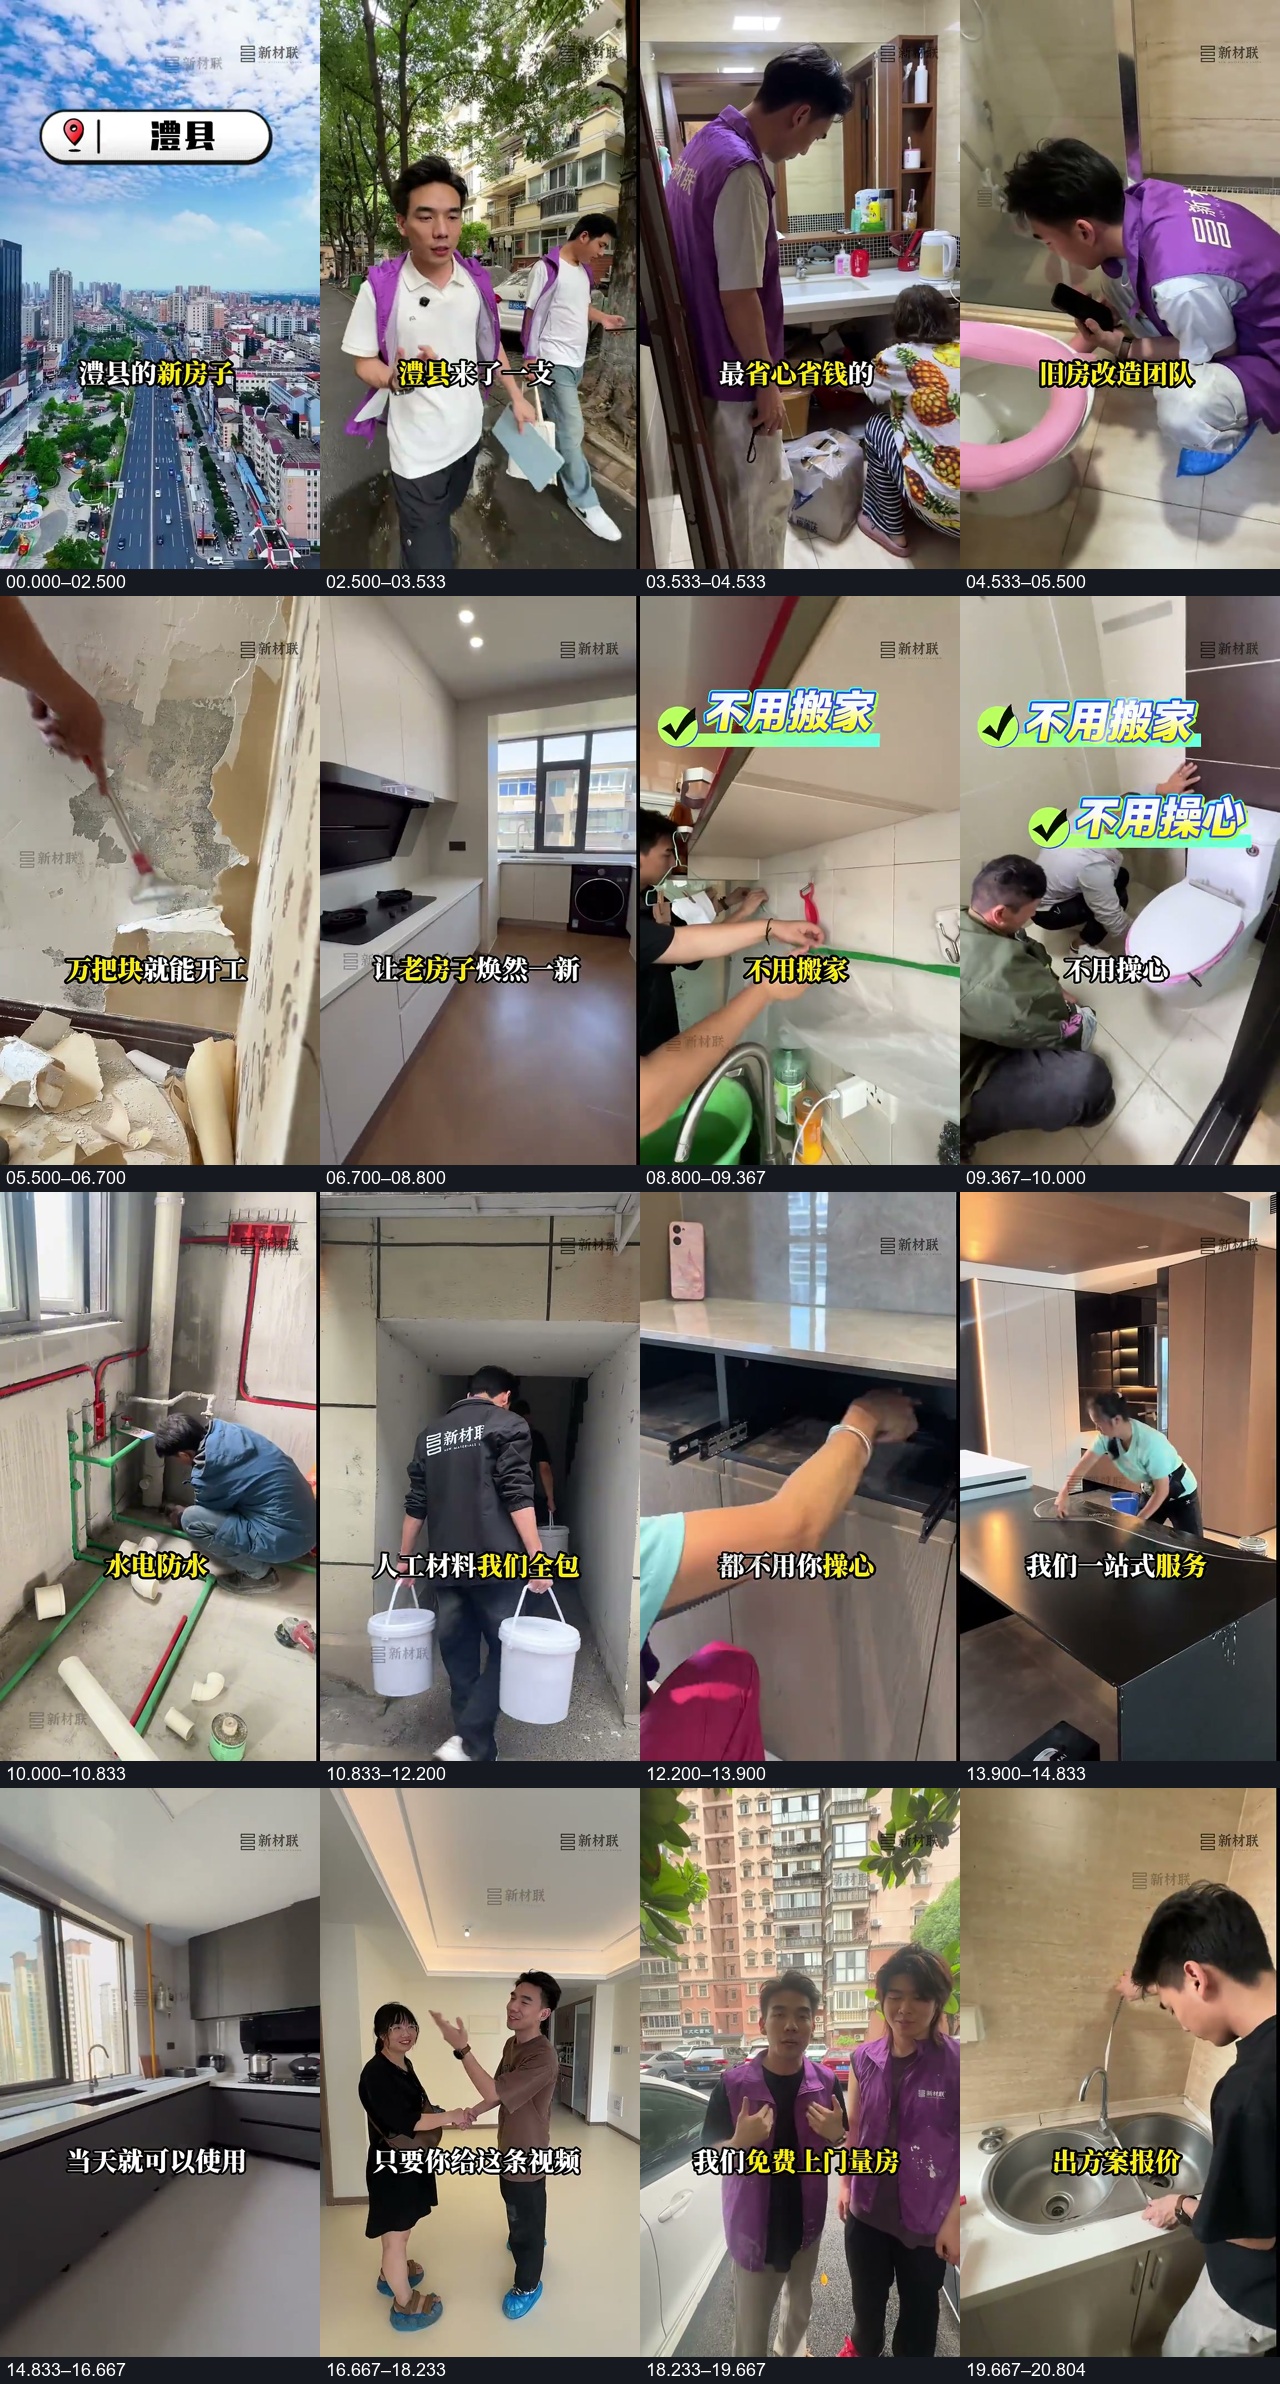 新材联
新材联
澧县
澧县的新房子
00.000–02.500
新材联
澧县来了一支
02.500–03.533
新材联
最省心省钱的
03.533–04.533
新材联
旧房改造团队
04.533–05.500
新材联
新材联
万把块就能开工
05.500–06.700
新材联
让老房子焕然一新
06.700–08.800
新材联
不用搬家
不用搬家
新材联
08.800–09.367
新材联
不用搬家
不用操心
不用操心
09.367–10.000
新材联
水电防水
新材联
10.000–10.833
新材联
新材联
人工材料我们全包
新材联
10.833–12.200
新材联
都不用你操心
12.200–13.900
新材联
我们一站式服务
13.900–14.833
新材联
当天就可以使用
14.833–16.667
新材联
新材联
只要你给这条视频
16.667–18.233
新材联
新材联
新材联
我们免费上门量房
18.233–19.667
新材联
新材联
出方案报价
19.667–20.804